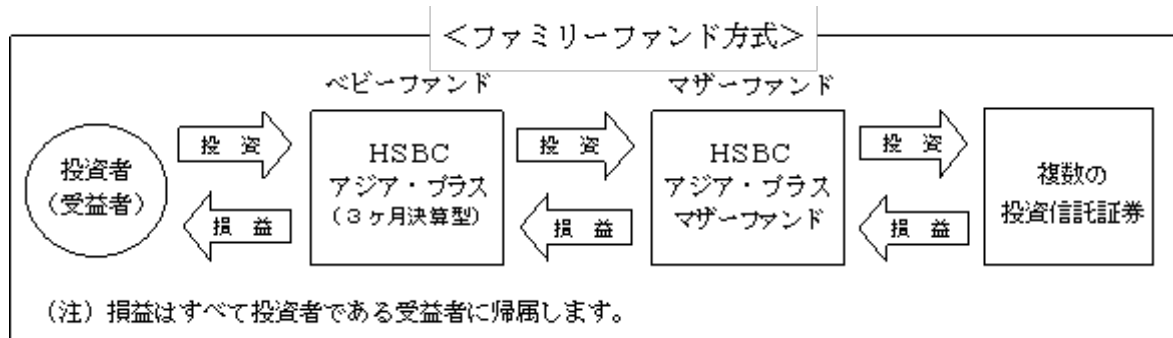 ＜ファミリーファンド方式＞
ベビーファンド
マザーファンド
投資者
（受益者）
投 資
損 益
HSBC
アジア・プラス
（３ヶ月決算型）
投 資
損 益
HSBC
アジア・プラス
マザーファンド
投 資
損 益
複数の
投資信託証券
（注）損益はすべて投資者である受益者に帰属します。